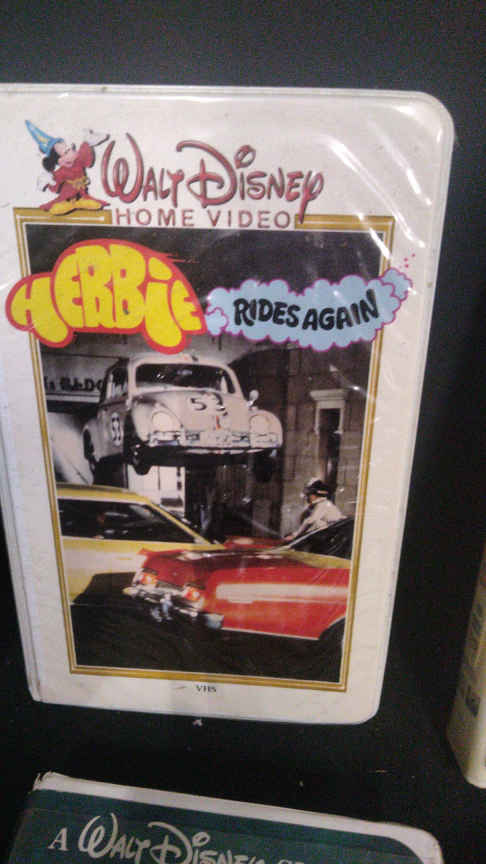 WALT DISNEY
HOME VIDEO
HERBIE
RIDES AGAIN
53
53
VHS
A WALT DISNEY